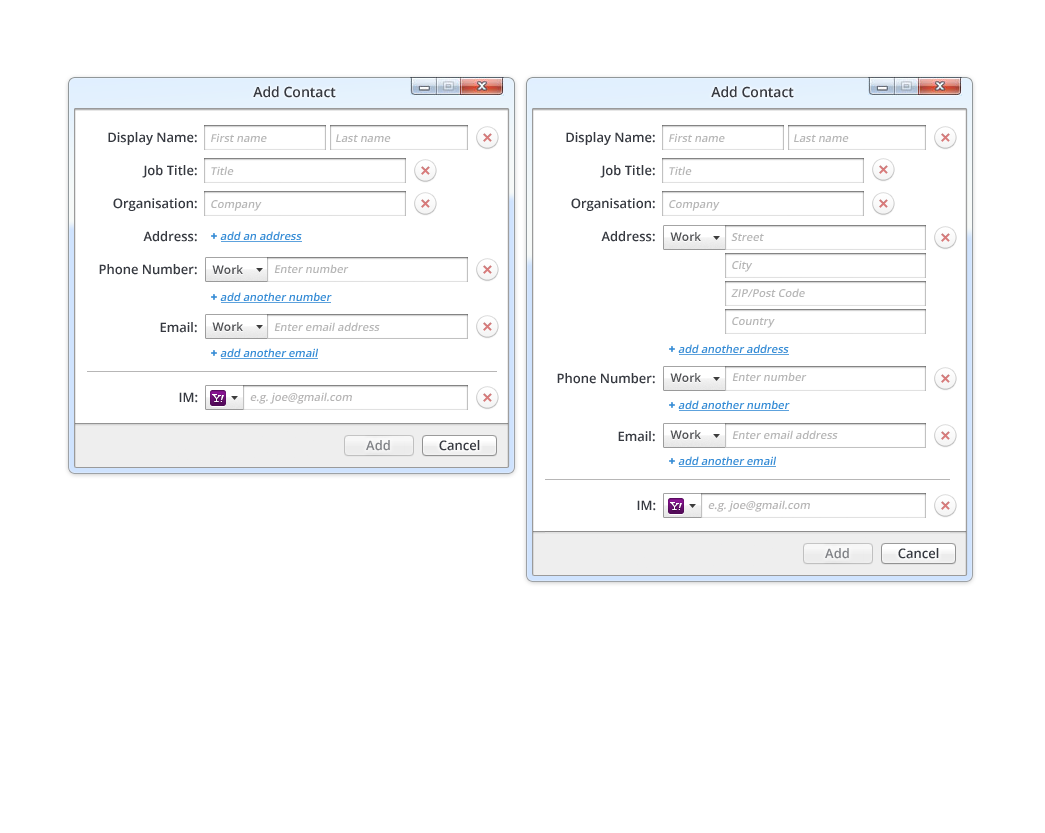 Add Contact
Display Name: First name Last name
Job Title: Title
Organisation: Company
Address: + add an address
Phone Number: Work Enter number
+ add another number
Email: Work Enter email address
+ add another email
IM: Y! e.g. joe@gmail.com
Add Cancel
Add Contact
Display Name: First name Last name
Job Title: Title
Organisation: Company
Address: Work Street
City
ZIP/Post Code
Country
+ add another address
Phone Number: Work Enter number
+ add another number
Email: Work Enter email address
+ add another email
IM: Y! e.g. joe@gmail.com
Add Cancel